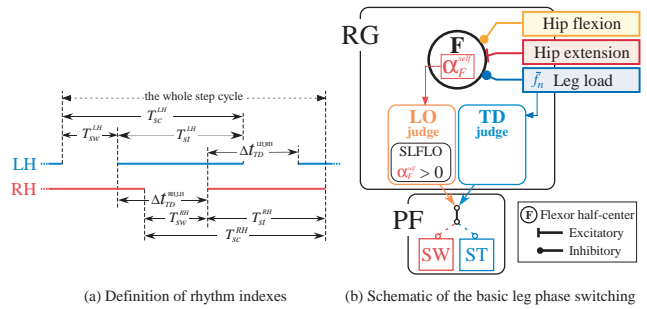 the whole step cycle
T_sc^LH
T_sw^LH
T_st^LH
Δt_TD^LH,RH
LH
RH
Δt_TD^RH,LH
T_sw^RH
T_st^RH
T_sc^RH
(a) Definition of rhythm indexes
RG
F
α_F^self
Hip flexion
Hip extension
f̄_n Leg load
LO
judge
SLFLO
α_F^self > 0
TD
judge
PF
SW
ST
F Flexor half-center
Excitatory
Inhibitory
(b) Schematic of the basic leg phase switching